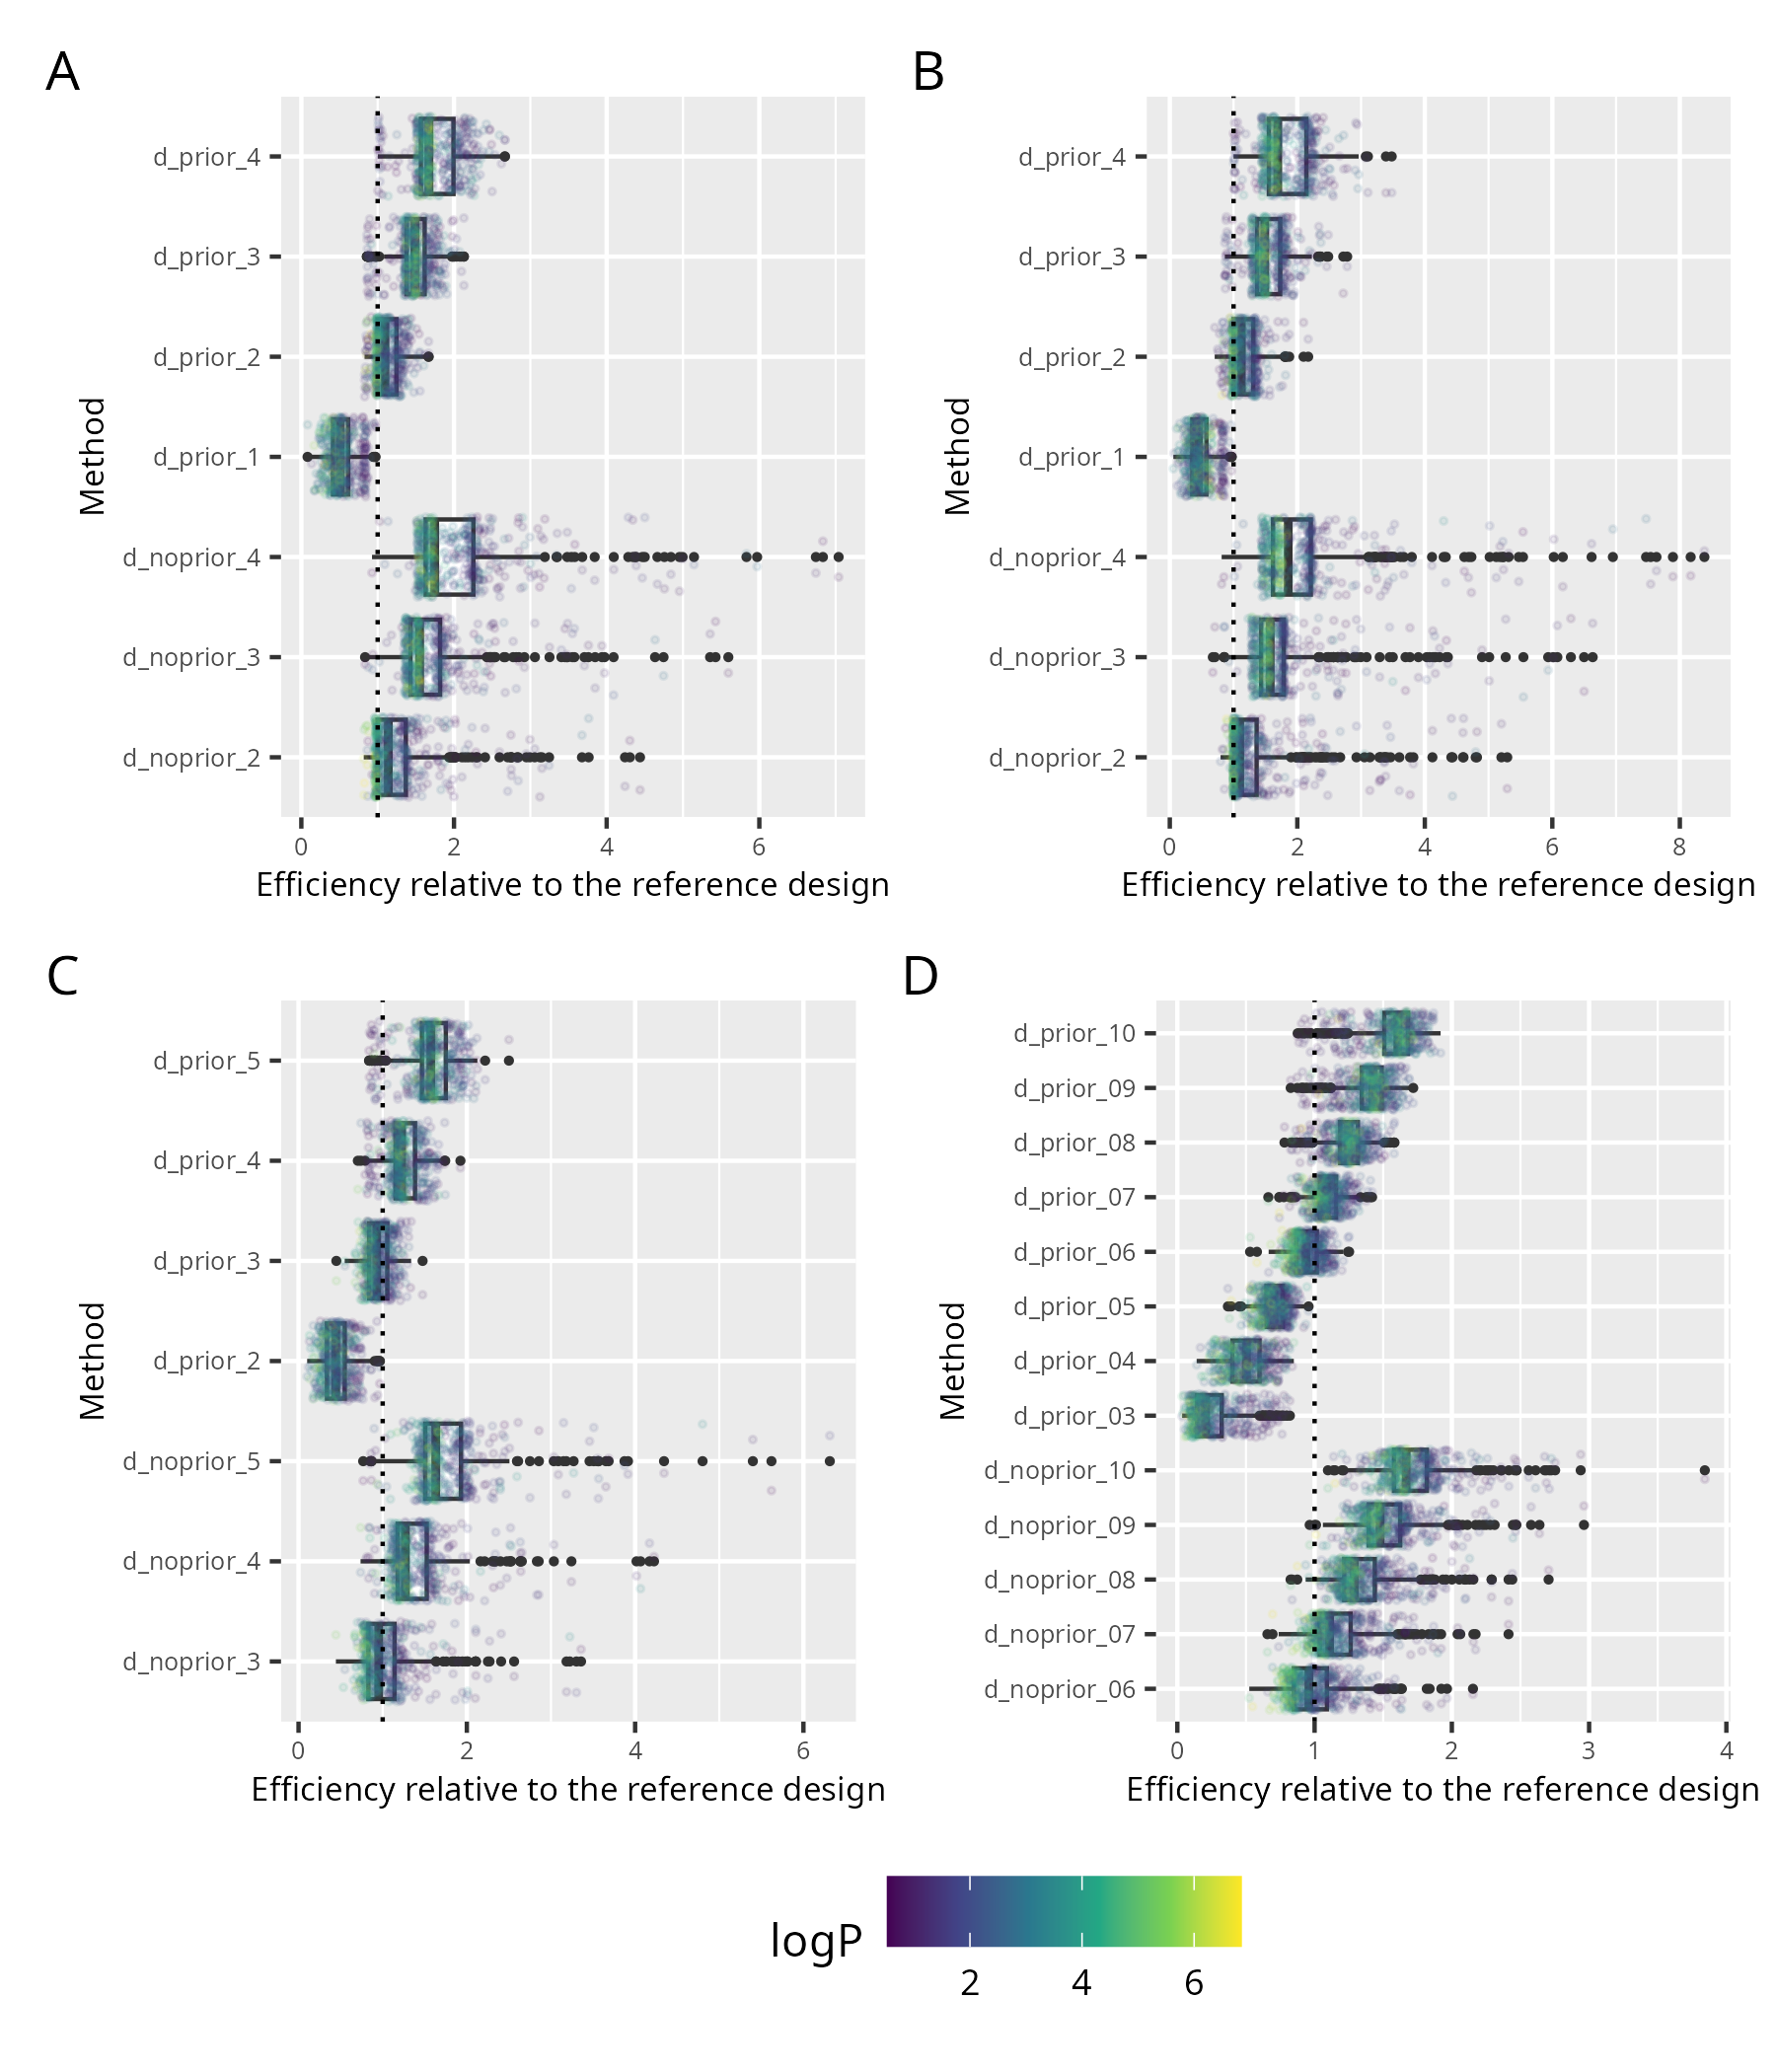 A
d_prior_4
d_prior_3
d_prior_2
d_prior_1
d_noprior_4
d_noprior_3
d_noprior_2
Method
0 2 4 6
Efficiency relative to the reference design
B
d_prior_4
d_prior_3
d_prior_2
d_prior_1
d_noprior_4
d_noprior_3
d_noprior_2
Method
0 2 4 6 8
Efficiency relative to the reference design
C
d_prior_5
d_prior_4
d_prior_3
d_prior_2
d_noprior_5
d_noprior_4
d_noprior_3
Method
0 2 4 6
Efficiency relative to the reference design
D
d_prior_10
d_prior_09
d_prior_08
d_prior_07
d_prior_06
d_prior_05
d_prior_04
d_prior_03
d_noprior_10
d_noprior_09
d_noprior_08
d_noprior_07
d_noprior_06
Method
0 1 2 3 4
Efficiency relative to the reference design
logP
2 4 6